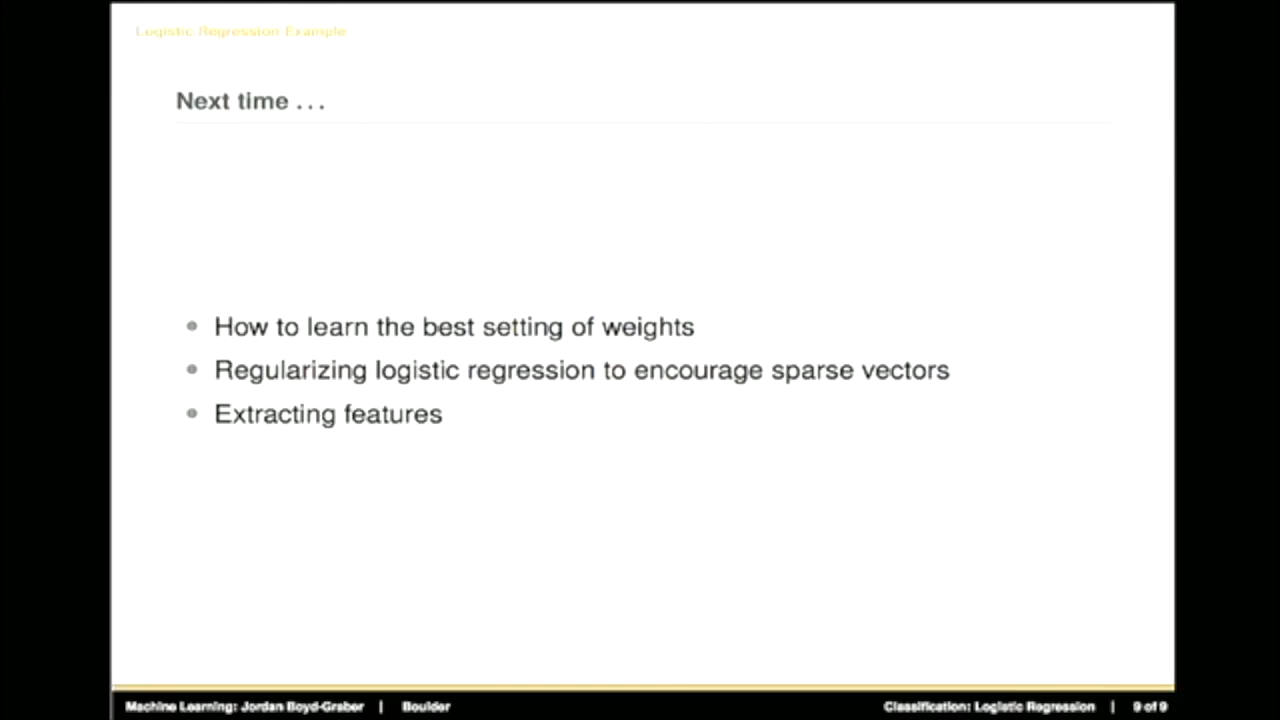 Logistic Regression Example
Next time . . .
How to learn the best setting of weights
Regularizing logistic regression to encourage sparse vectors
Extracting features
Machine Learning: Jordan Boyd-Graber | Boulder
Classification: Logistic Regression | 9 of 9